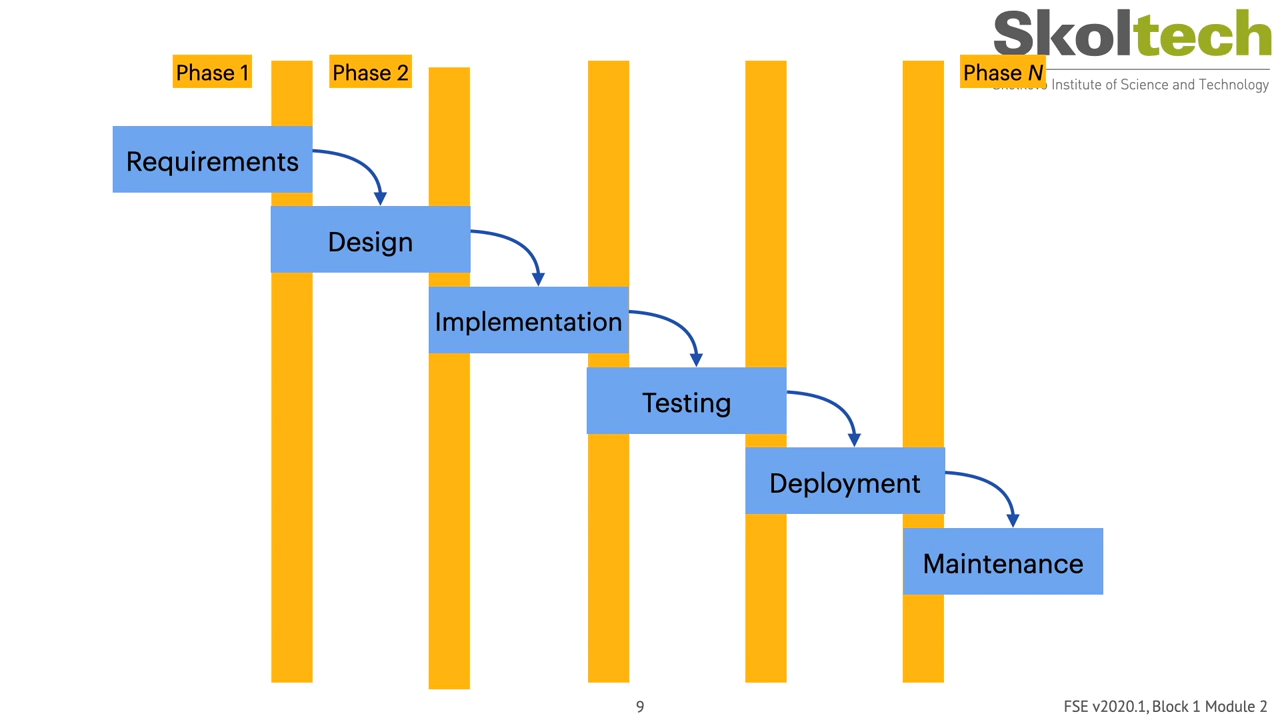 Skoltech
Phase 1
Phase 2
Phase N
Institute of Science and Technology
Requirements
Design
Implementation
Testing
Deployment
Maintenance
9
FSE v2020.1, Block 1 Module 2